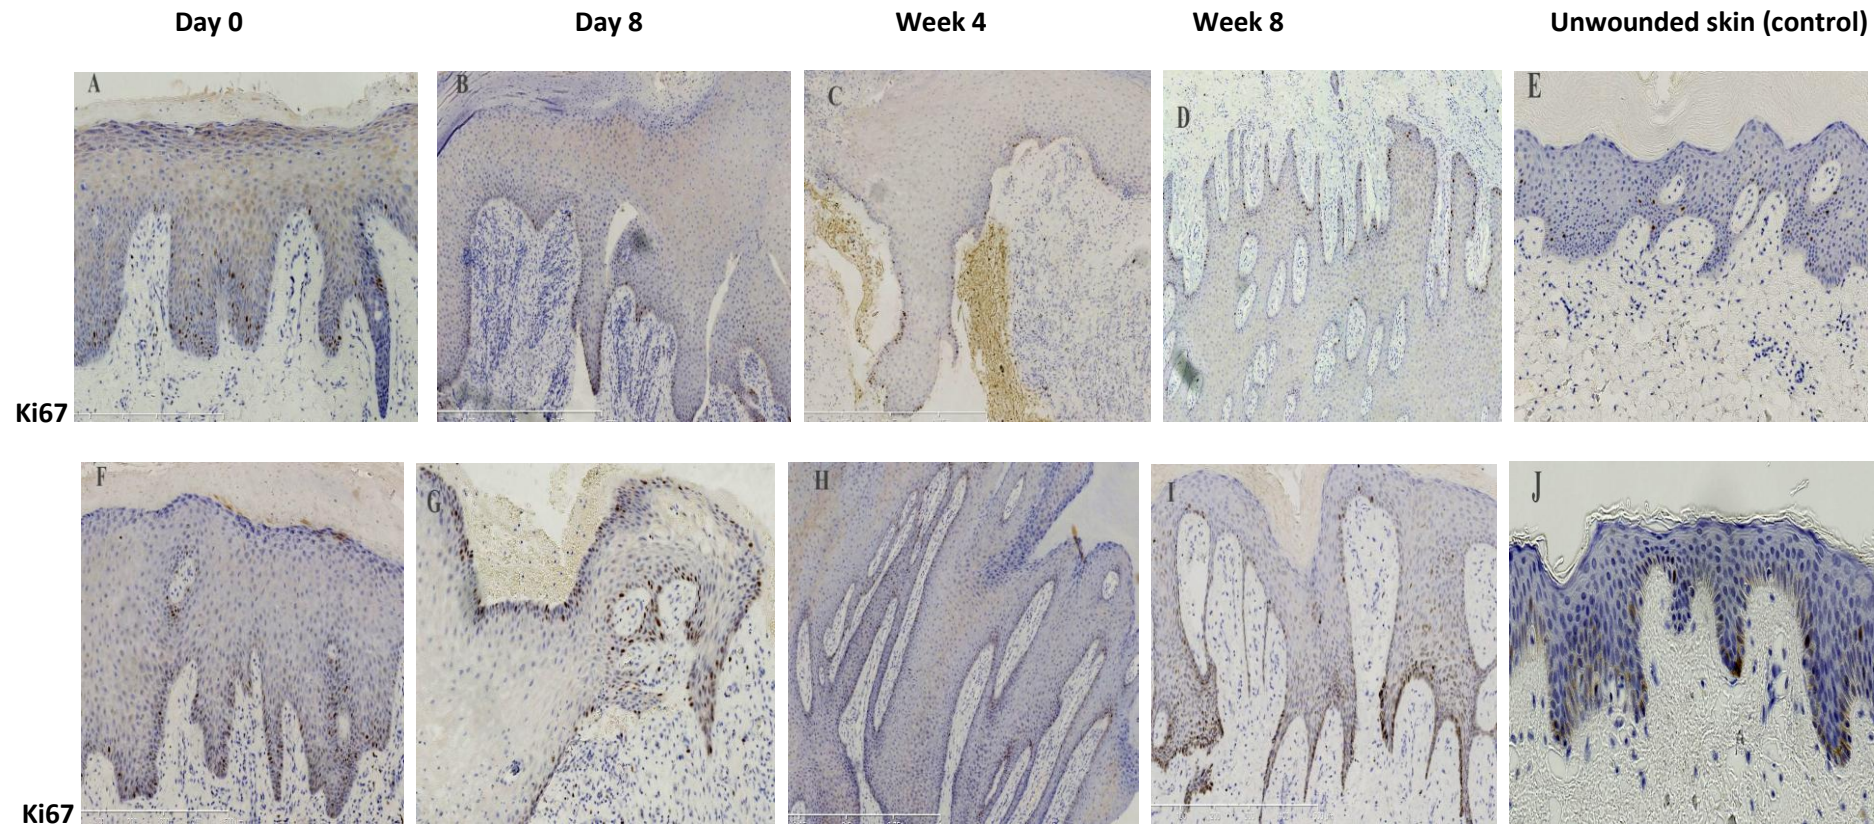 Day 0 Day 8 Week 4 Week 8 Unwounded skin (control)
A B C D E
Ki67
F G H I J
Ki67